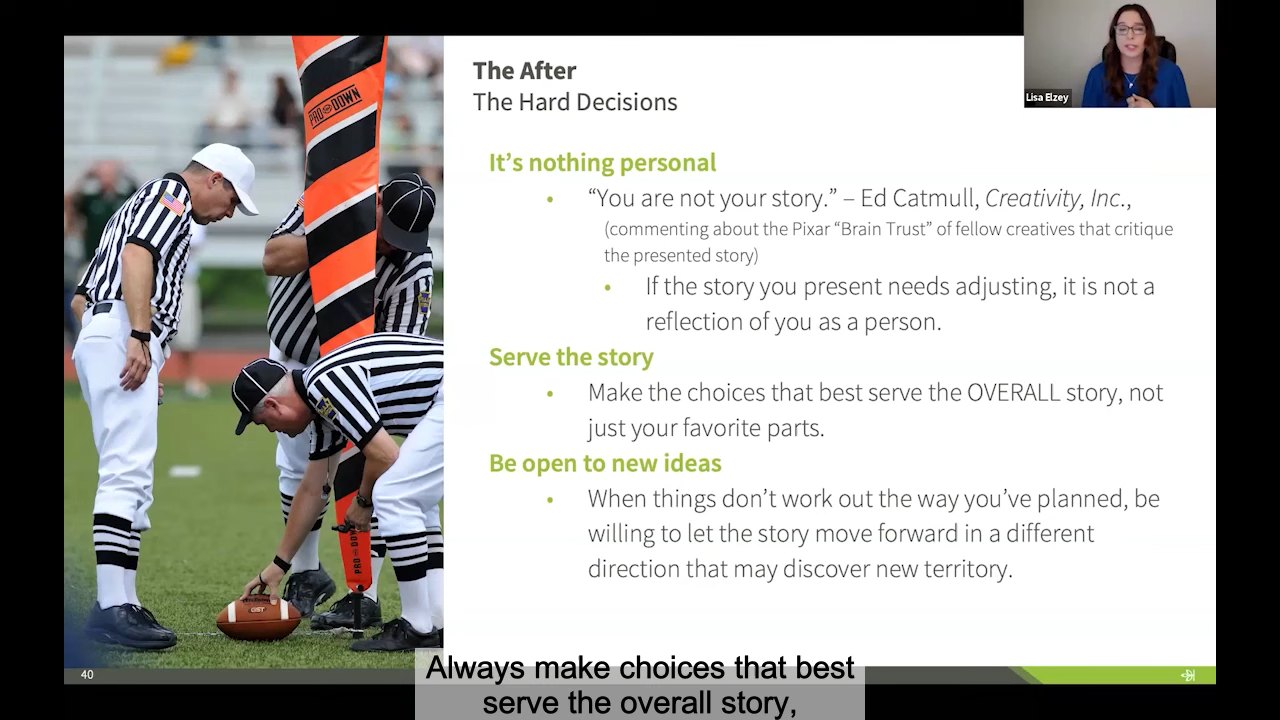 The After
The Hard Decisions
Lisa Elzey
It’s nothing personal
• “You are not your story.” – Ed Catmull, Creativity, Inc.,
(commenting about the Pixar “Brain Trust” of fellow creatives that critique
the presented story)
• If the story you present needs adjusting, it is not a
reflection of you as a person.
Serve the story
• Make the choices that best serve the OVERALL story, not
just your favorite parts.
Be open to new ideas
• When things don’t work out the way you’ve planned, be
willing to let the story move forward in a different
direction that may discover new territory.
PRO DOWN
PRO DOWN
40
Always make choices that best
serve the overall story,